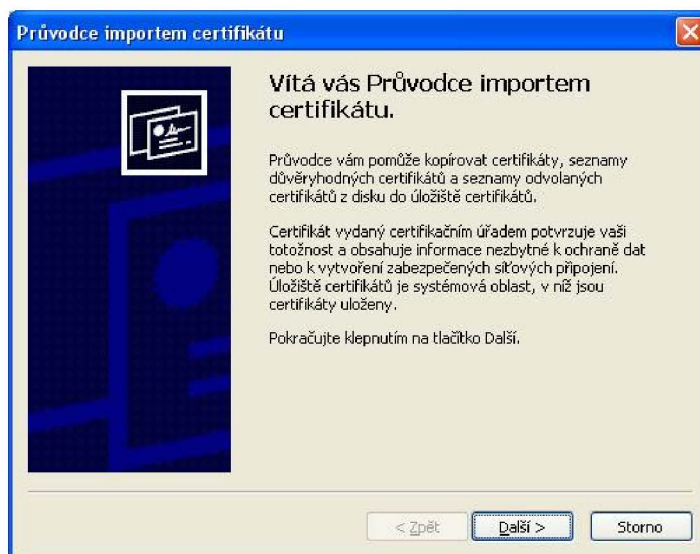 Průvodce importem certifikátu
Vítá vás Průvodce importem
certifikátu.
Průvodce vám pomůže kopírovat certifikáty, seznamy
důvěryhodných certifikátů a seznamy odvolaných
certifikátů z disku do úložiště certifikátů.
Certifikát vydaný certifikačním úřadem potvrzuje vaši
totožnost a obsahuje informace nezbytné k ochraně dat
nebo k vytvoření zabezpečených síťových připojení.
Úložiště certifikátů je systémová oblast, v níž jsou
certifikáty uloženy.
Pokračujte klepnutím na tlačítko Další.
< Zpět Další > Storno